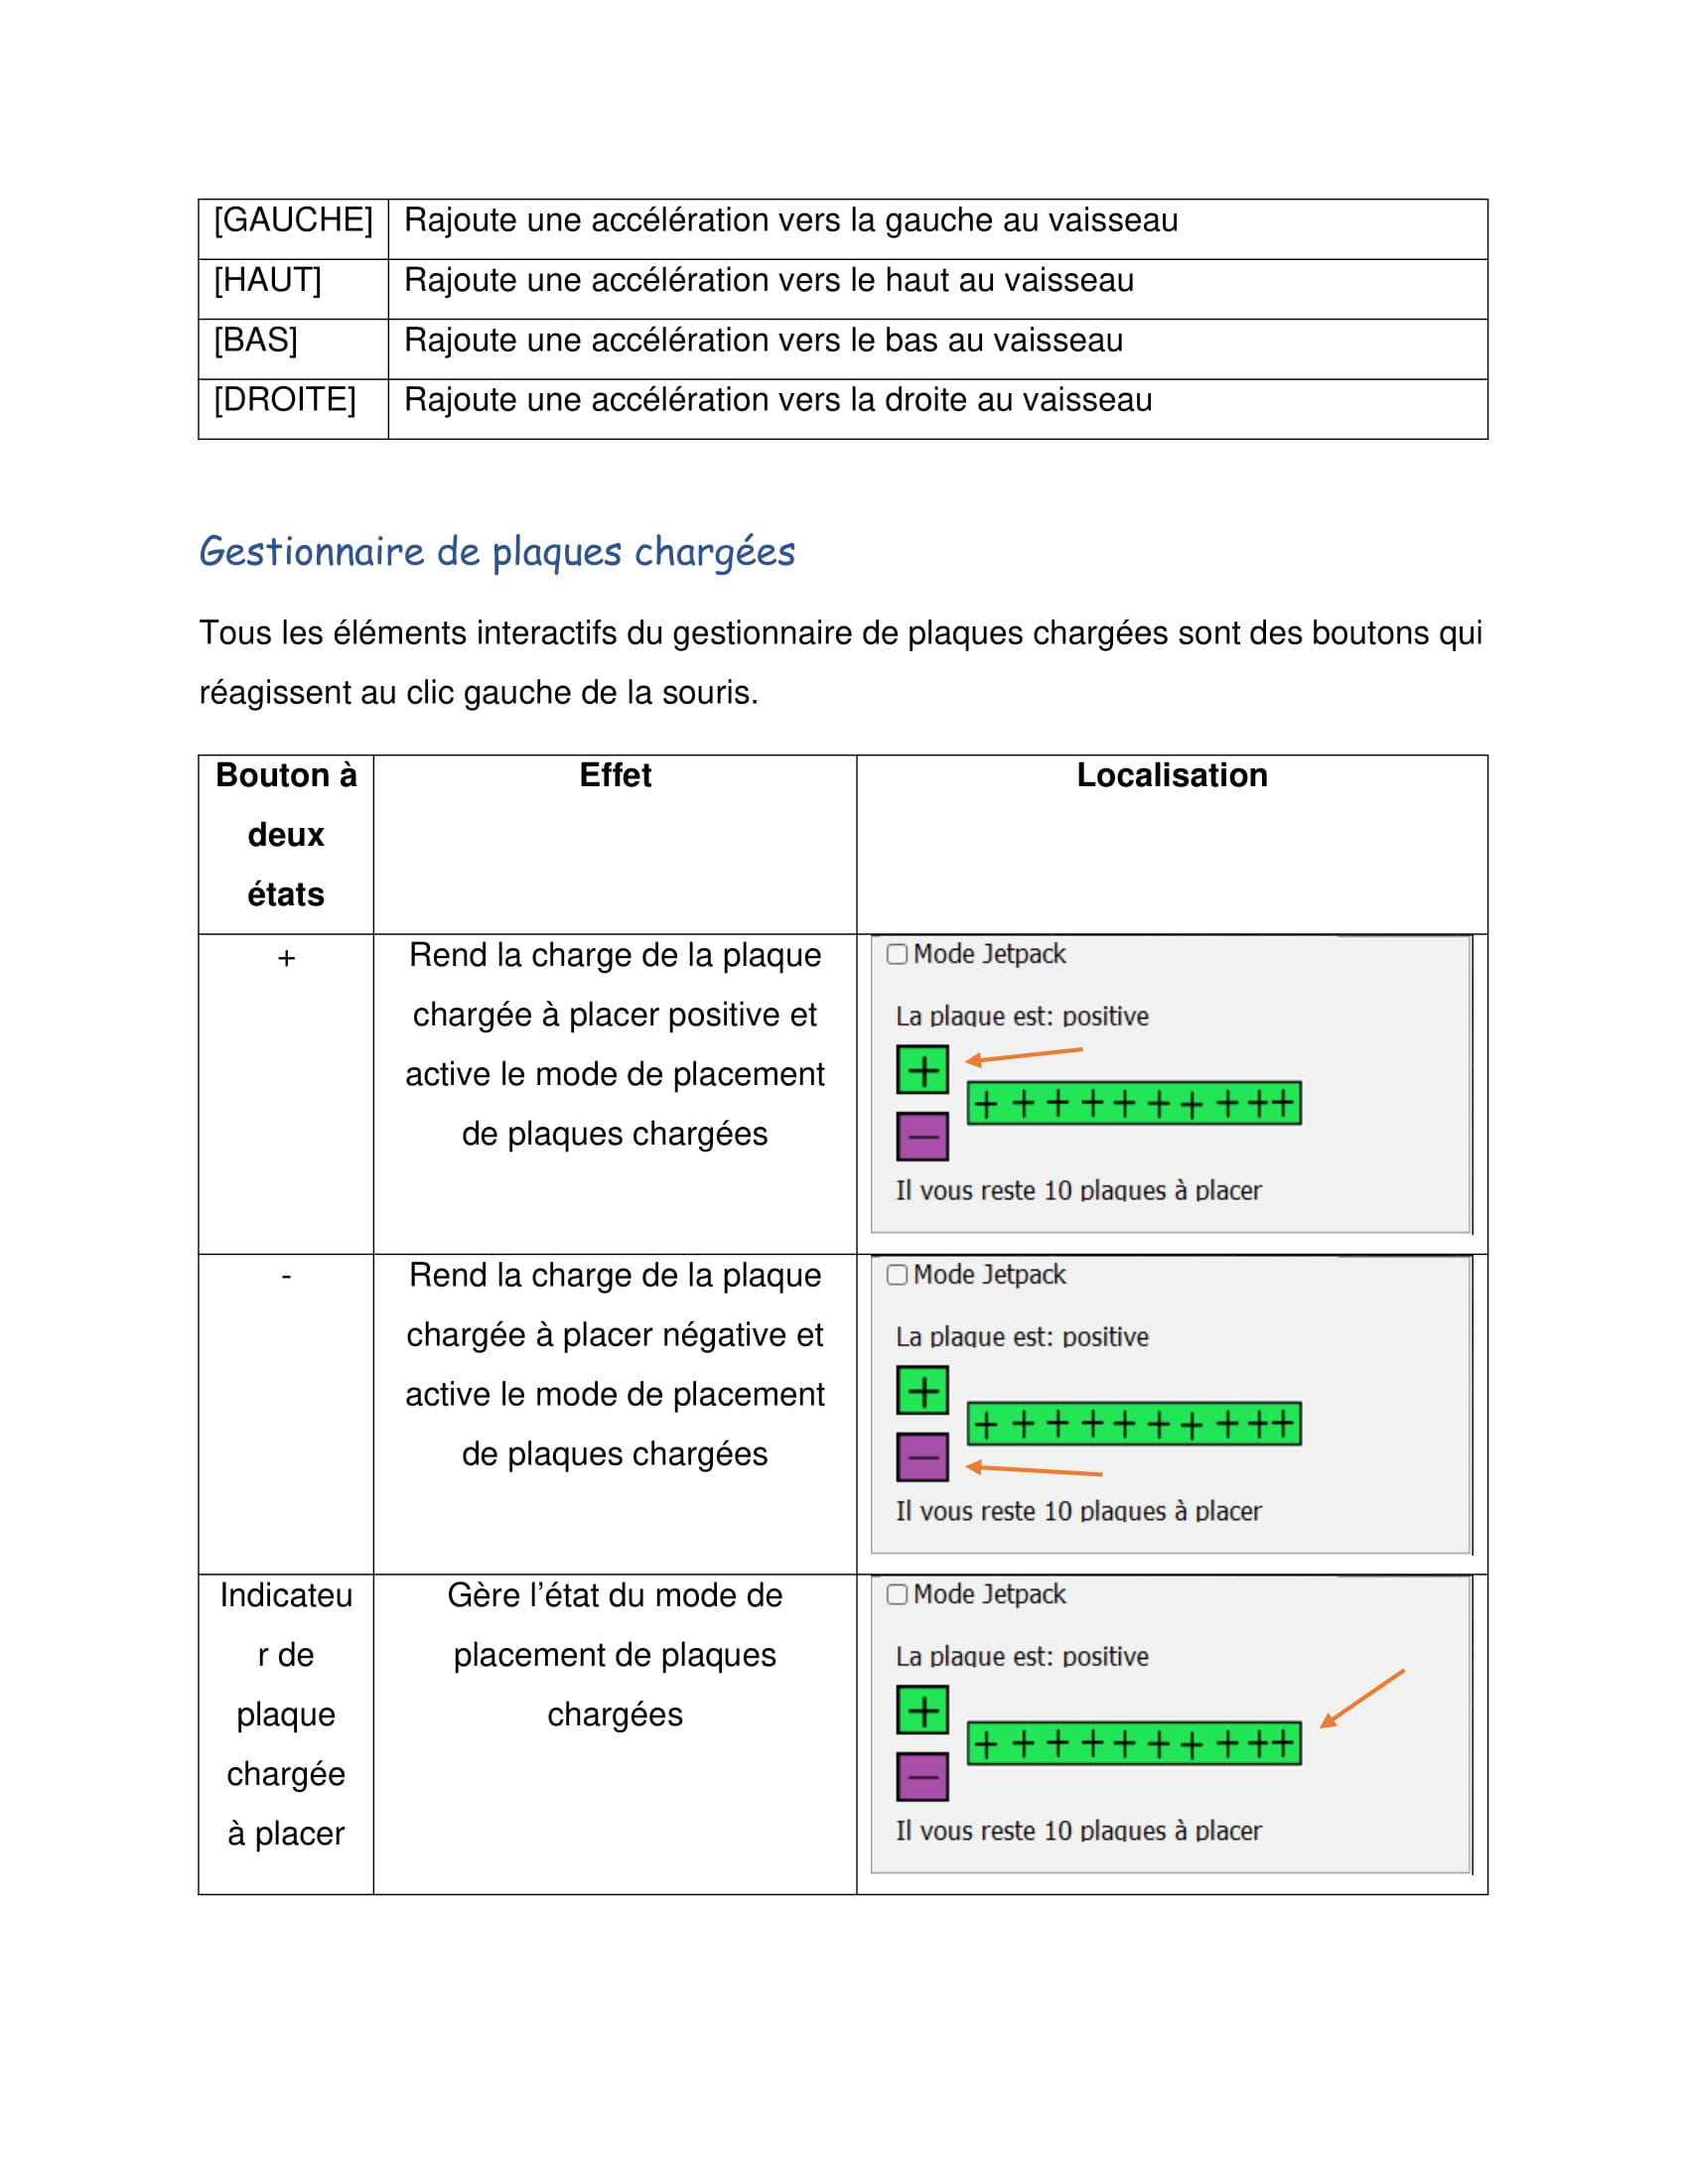 [GAUCHE] Rajoute une accélération vers la gauche au vaisseau
[HAUT] Rajoute une accélération vers le haut au vaisseau
[BAS] Rajoute une accélération vers le bas au vaisseau
[DROITE] Rajoute une accélération vers la droite au vaisseau
Gestionnaire de plaques chargées
Tous les éléments interactifs du gestionnaire de plaques chargées sont des boutons qui
réagissent au clic gauche de la souris.
Bouton à
deux
états
Effet
Localisation
+
Rend la charge de la plaque
chargée à placer positive et
active le mode de placement
de plaques chargées
Mode Jetpack
La plaque est: positive
+
+ + + + + + + + + +
−
Il vous reste 10 plaques à placer
-
Rend la charge de la plaque
chargée à placer négative et
active le mode de placement
de plaques chargées
Mode Jetpack
La plaque est: positive
+
+ + + + + + + + + +
−
Il vous reste 10 plaques à placer
Indicateu
r de
plaque
chargée
à placer
Gère l’état du mode de
placement de plaques
chargées
Mode Jetpack
La plaque est: positive
+
+ + + + + + + + + +
−
Il vous reste 10 plaques à placer